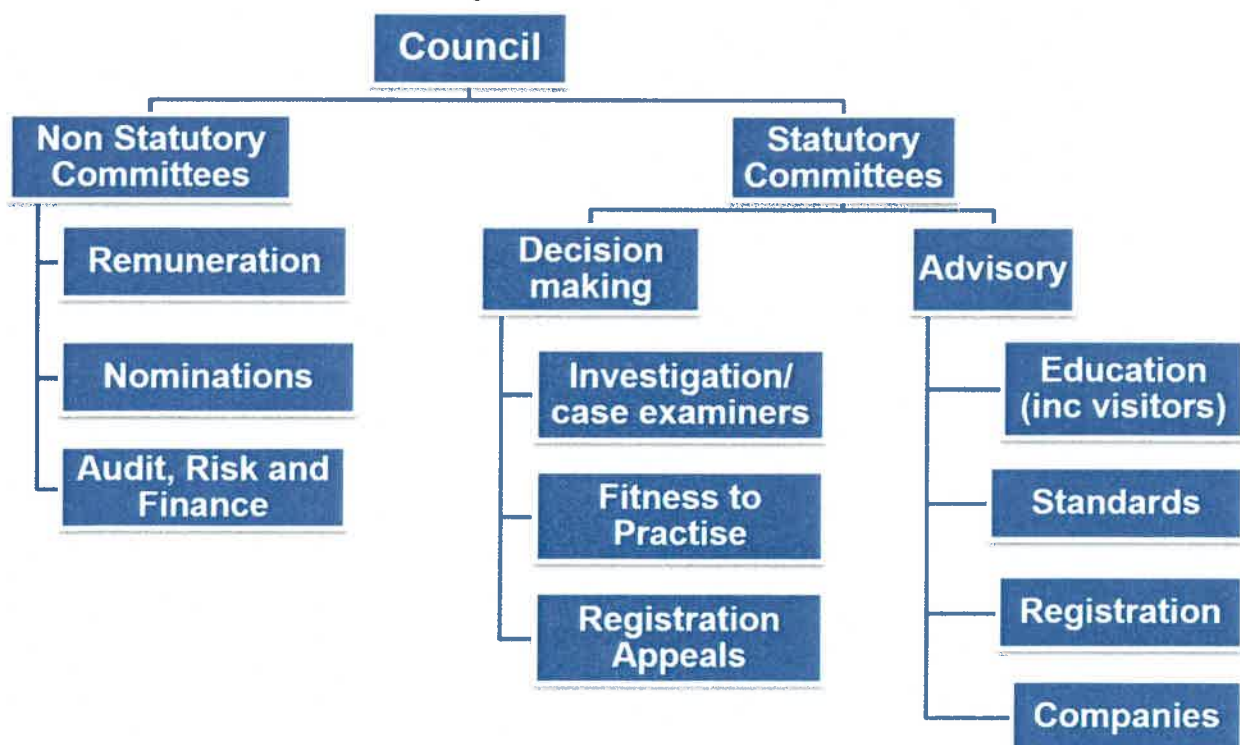 Council
Non Statutory
Committees
Statutory
Committees
Remuneration
Nominations
Audit, Risk and
Finance
Decision
making
Investigation/
case examiners
Fitness to
Practise
Registration
Appeals
Advisory
Education
(inc visitors)
Standards
Registration
Companies